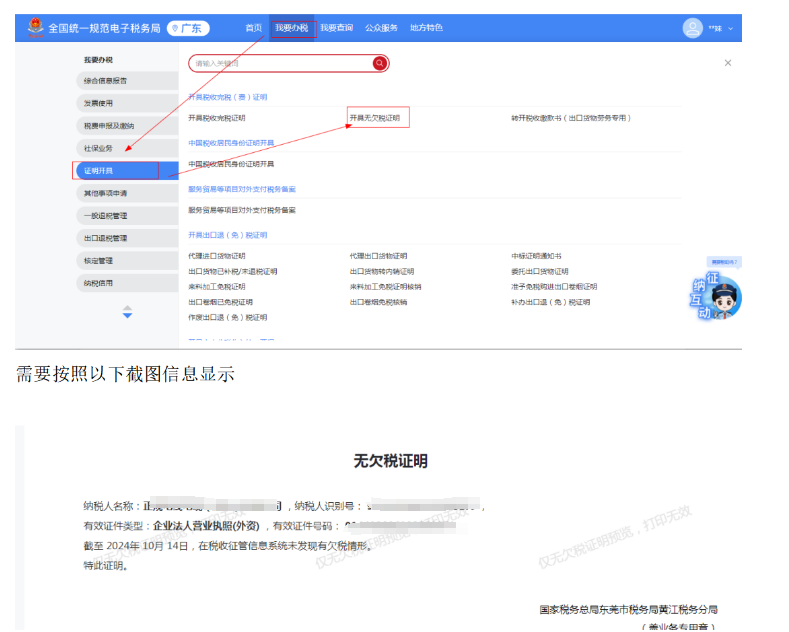 全国统一规范电子税务局 广东 首页 我要办税 我要查询 公众服务 地方特色
我要办税
综合信息报告
发票使用
税费申报及缴纳
社保业务
证明开具
其他事项申请
一般退税管理
出口退税管理
核定管理
纳税信用
请输入关键词
开具税收完税（费）证明
开具税收完税证明 开具无欠税证明 转开税收缴款书（出口货物劳务专用）
中国税收居民身份证明开具
中国税收居民身份证明开具
服务贸易等项目对外支付税务备案
服务贸易等项目对外支付税务备案
开具出口退（免）税证明
代理进口货物证明 代理出口货物证明 中标证明通知书
出口货物已补税/未退税证明 出口货物转内销证明 委托出口货物证明
来料加工免税证明 来料加工免税证明核销 准予免税购进出口卷烟证明
出口卷烟已免税证明 出口卷烟免税核销 补办出口退（免）税证明
作废出口退（免）税证明
征纳互动
需要按照以下截图信息显示
无欠税证明
纳税人名称： ，纳税人识别号： ，
有效证件类型：企业法人营业执照(外资) ，有效证件号码：
截至 2024年 10月 14日，在税收征管信息系统未发现有欠税情形。
特此证明。
仅无欠税证明预览，打印无效
国家税务总局东莞市税务局黄江税务分局
（盖业务专用章）